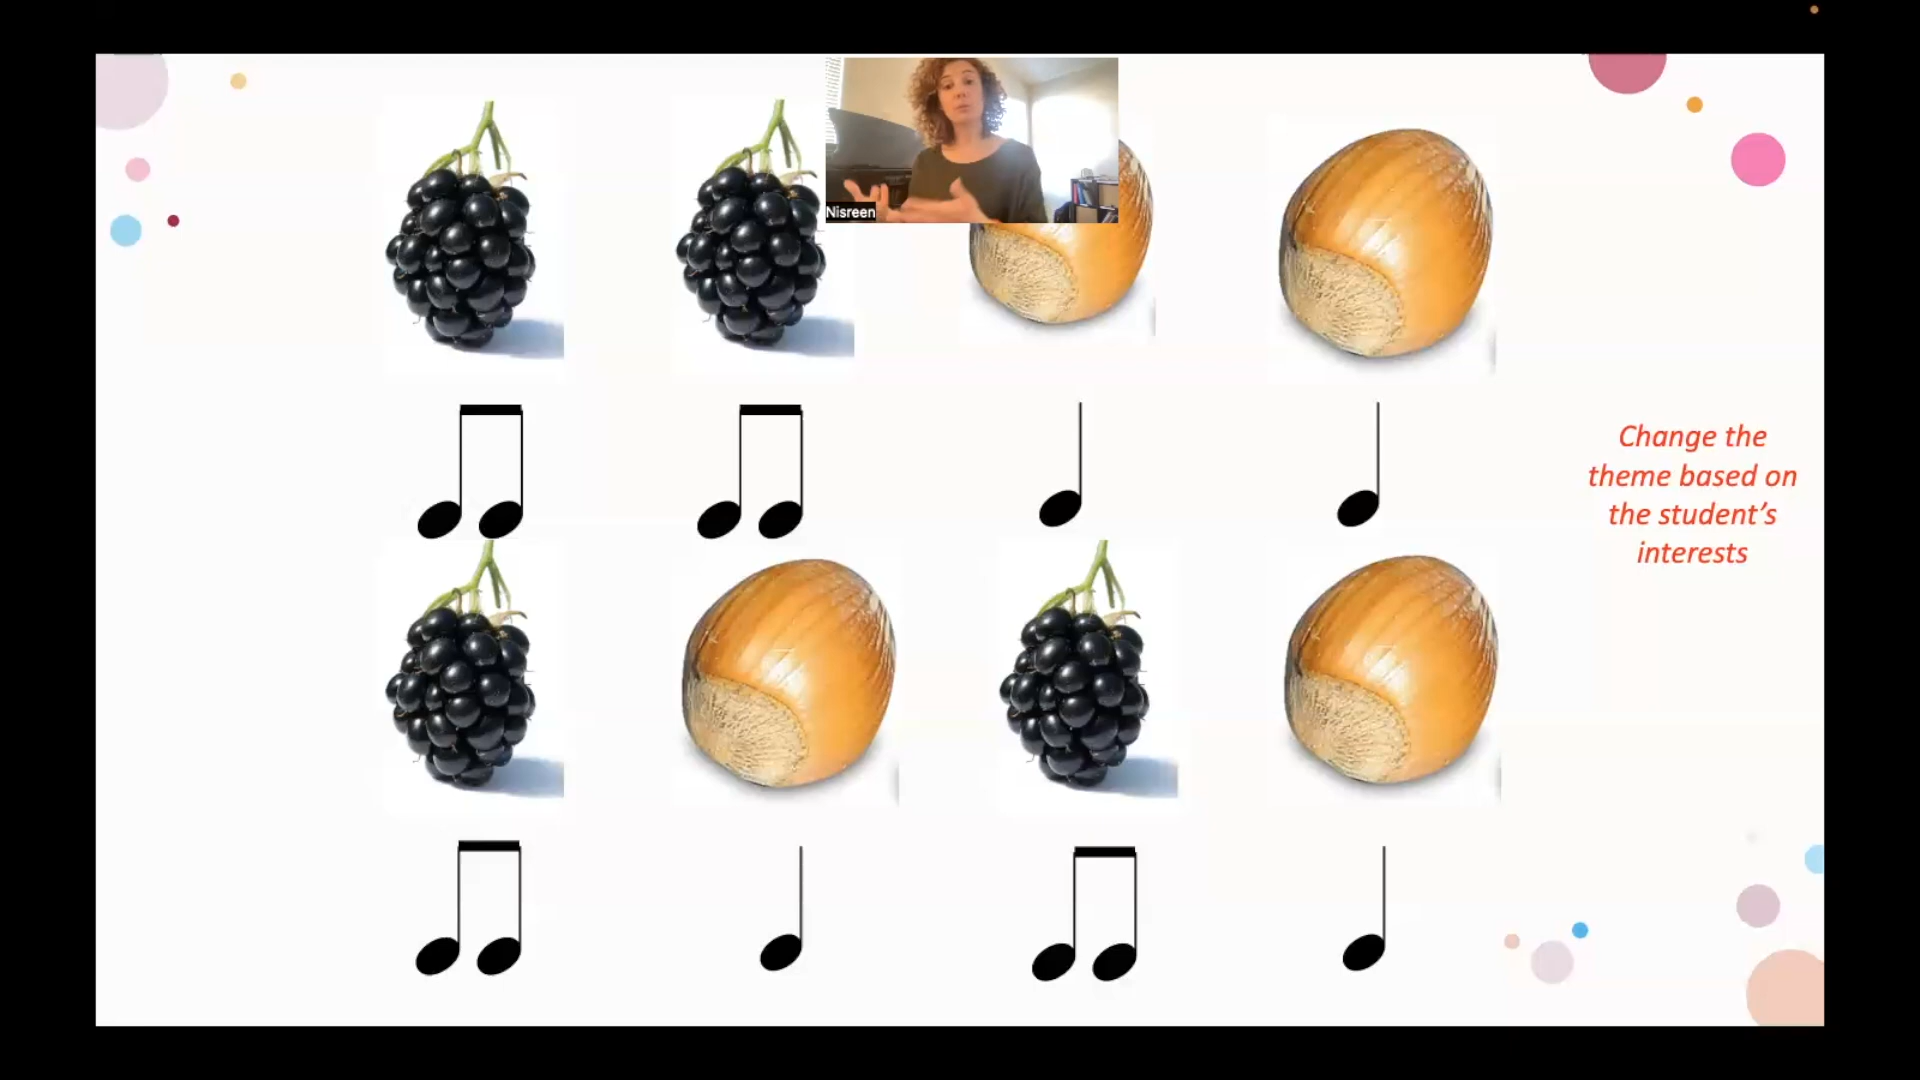 Nisreen
Change the
theme based on
the student's
interests